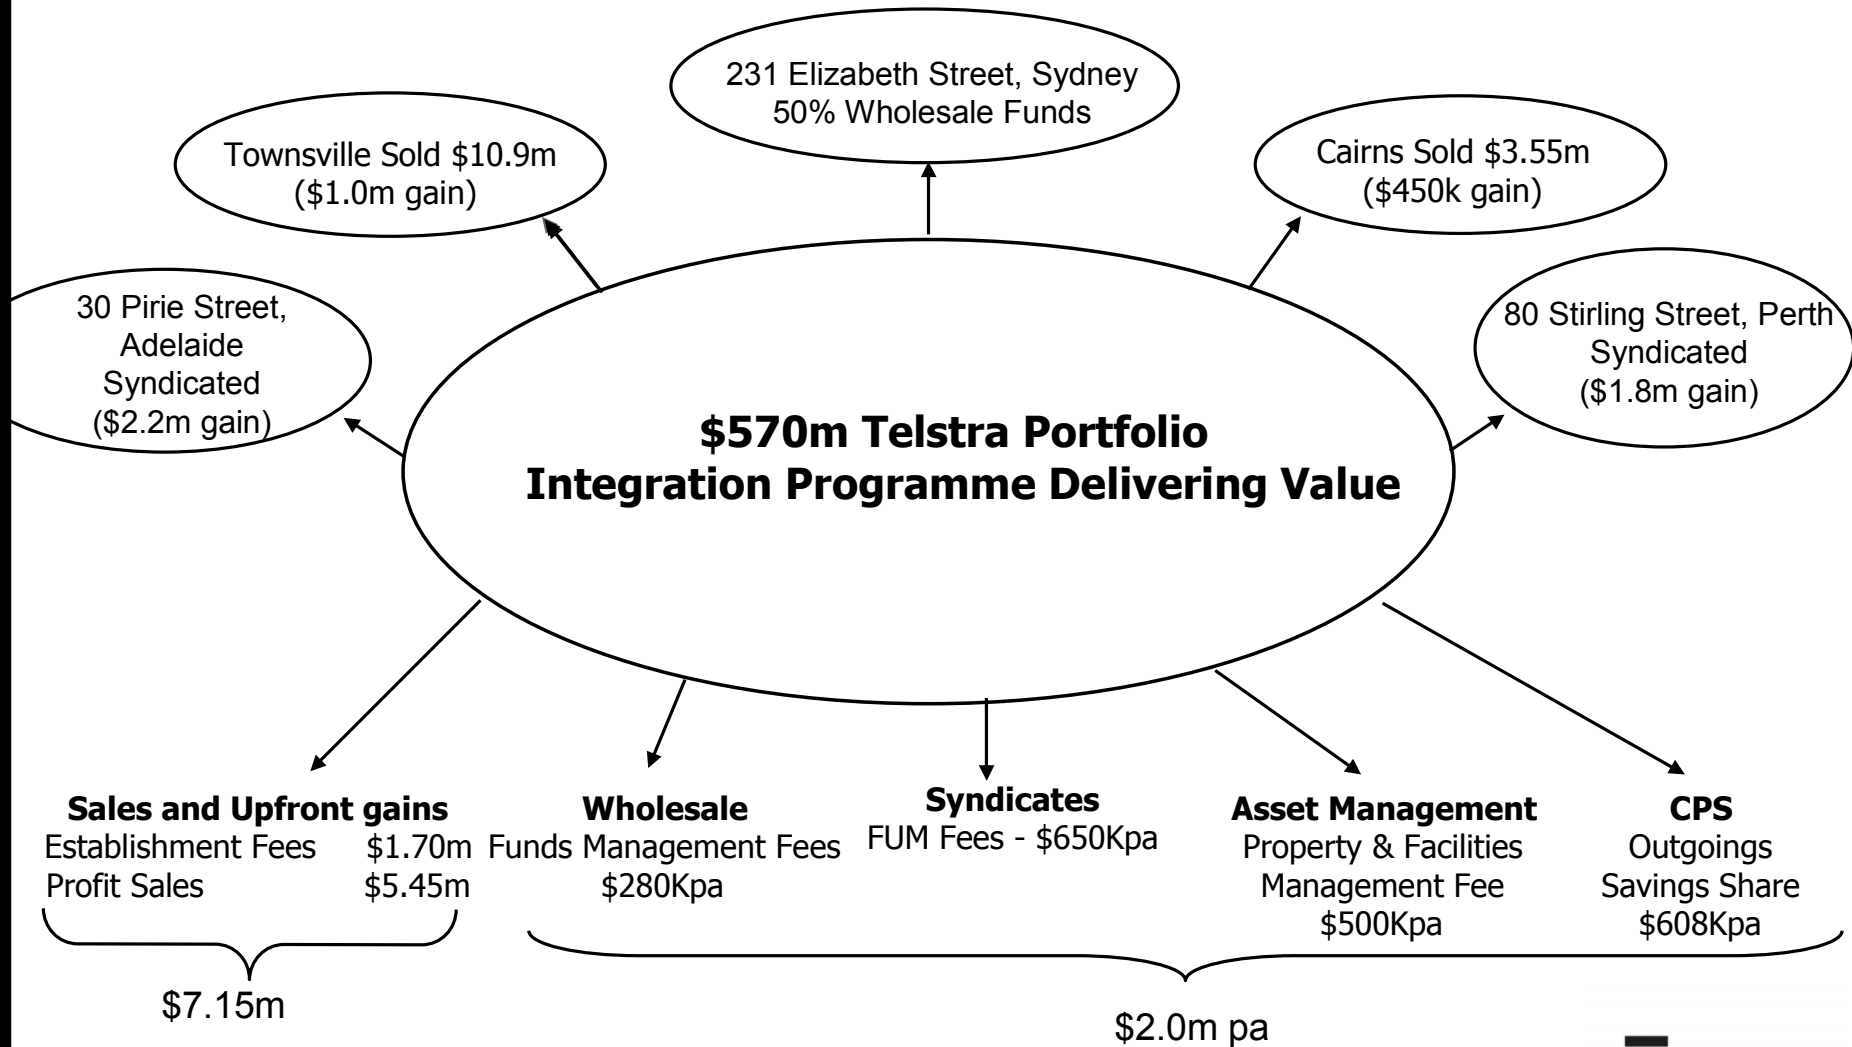 231 Elizabeth Street, Sydney
50% Wholesale Funds
Townsville Sold $10.9m
($1.0m gain)
Cairns Sold $3.55m
($450k gain)
30 Pirie Street,
Adelaide
Syndicated
($2.2m gain)
80 Stirling Street, Perth
Syndicated
($1.8m gain)
$570m Telstra Portfolio
Integration Programme Delivering Value
Sales and Upfront gains
Establishment Fees $1.70m
Profit Sales $5.45m
$7.15m
Wholesale
Funds Management Fees
$280Kpa
Syndicates
FUM Fees - $650Kpa
Asset Management
Property & Facilities
Management Fee
$500Kpa
CPS
Outgoings
Savings Share
$608Kpa
$2.0m pa